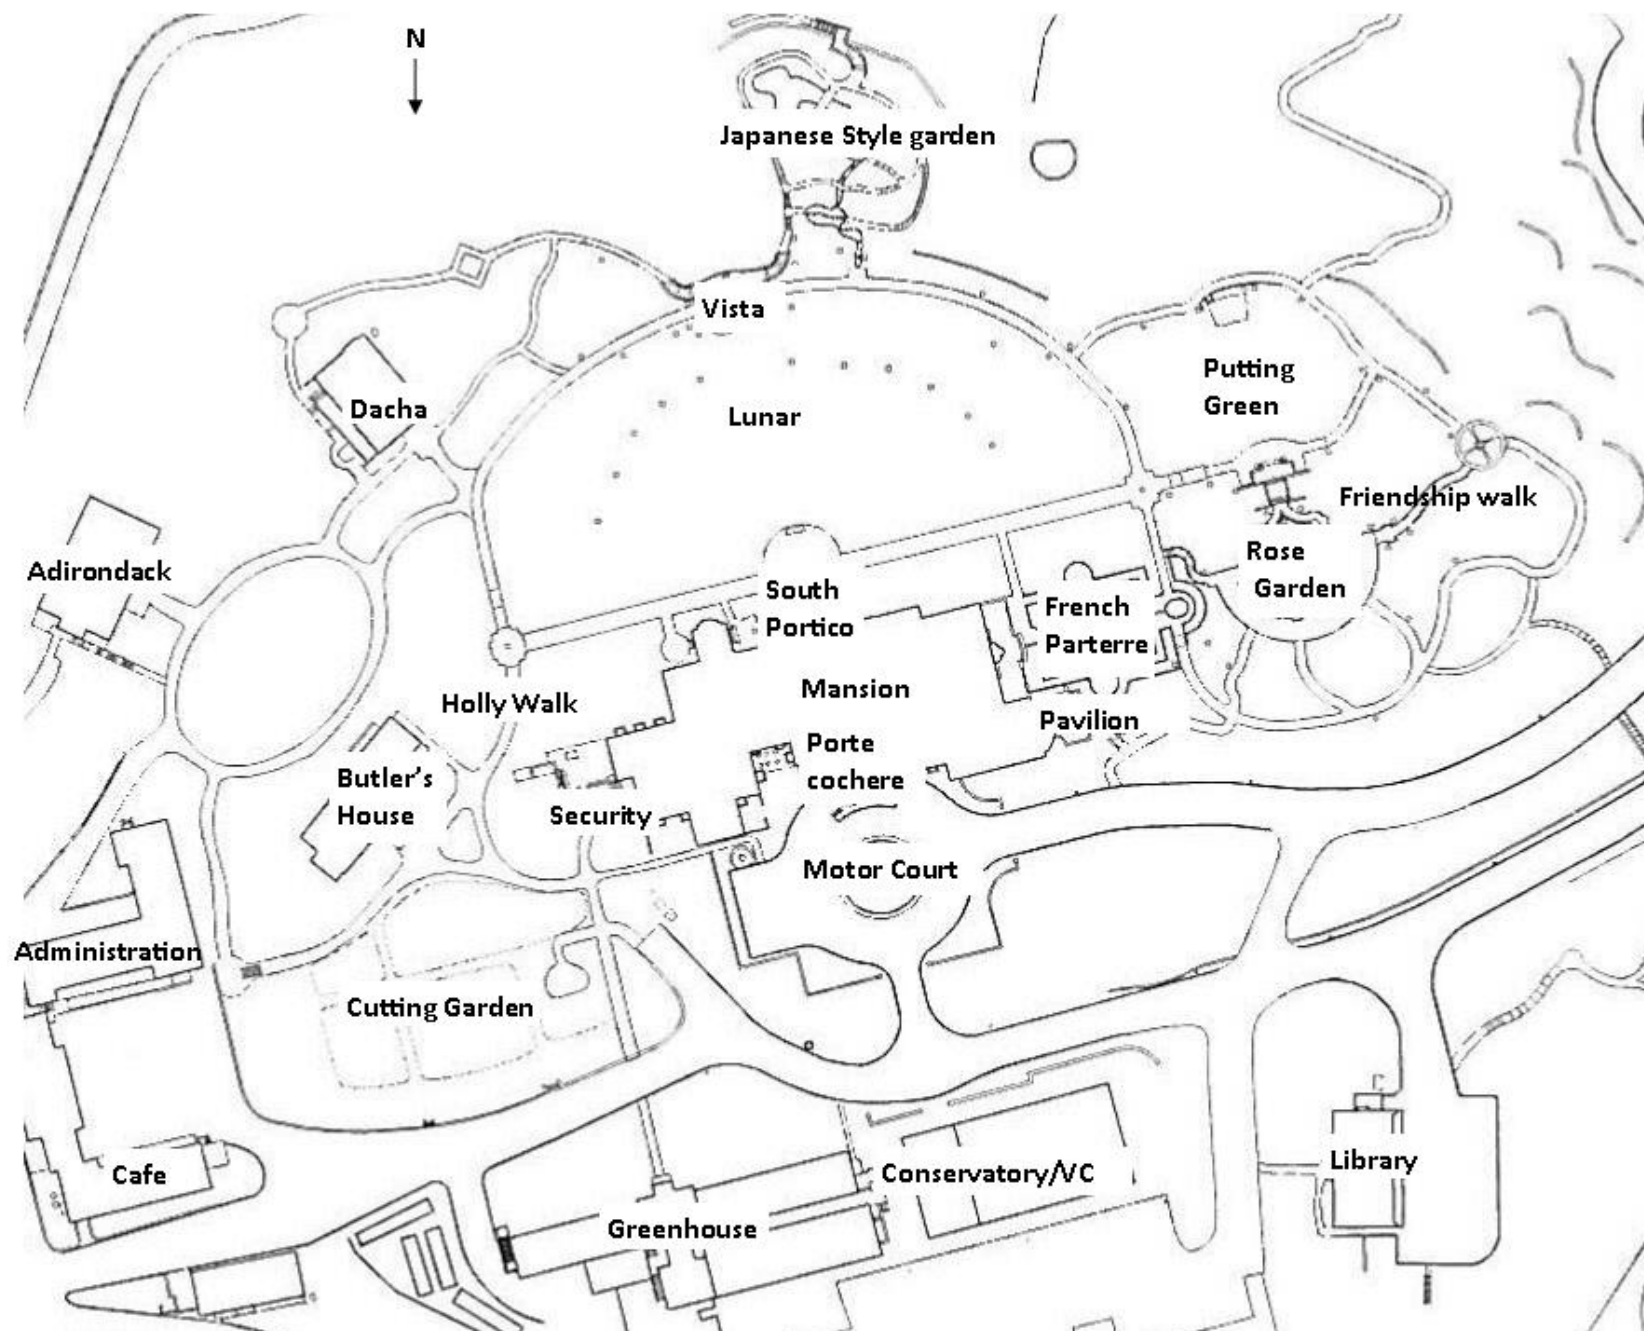 N
Japanese Style garden
Vista
Putting
Green
Dacha
Lunar
Friendship walk
Adirondack
Rose
Garden
South
Portico
French
Parterre
Mansion
Holly Walk
Pavilion
Porte
cochere
Butler's
House
Security
Motor Court
Administration
Cutting Garden
Cafe
Conservatory/VC
Library
Greenhouse